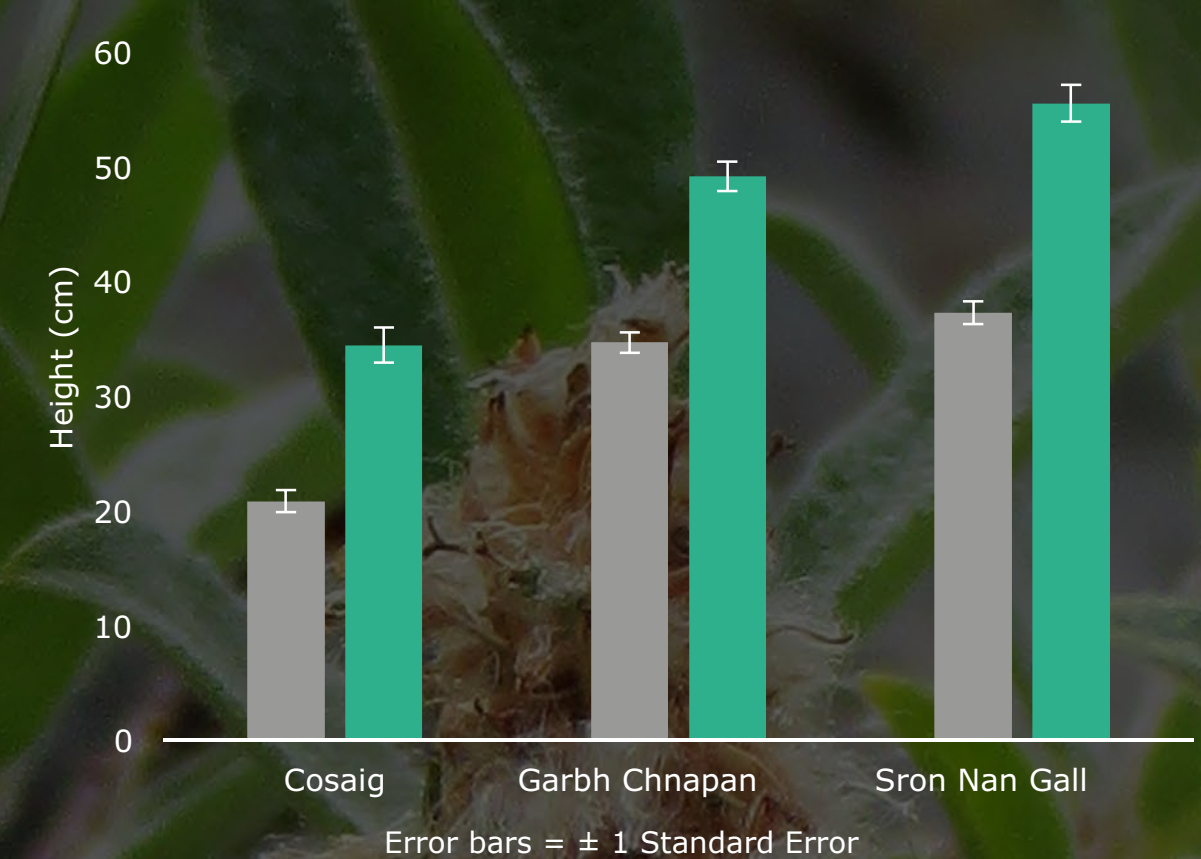 60
50
40
30
20
10
0
Height (cm)
Cosaig
Garbh Chnapan
Sron Nan Gall
Error bars = ± 1 Standard Error